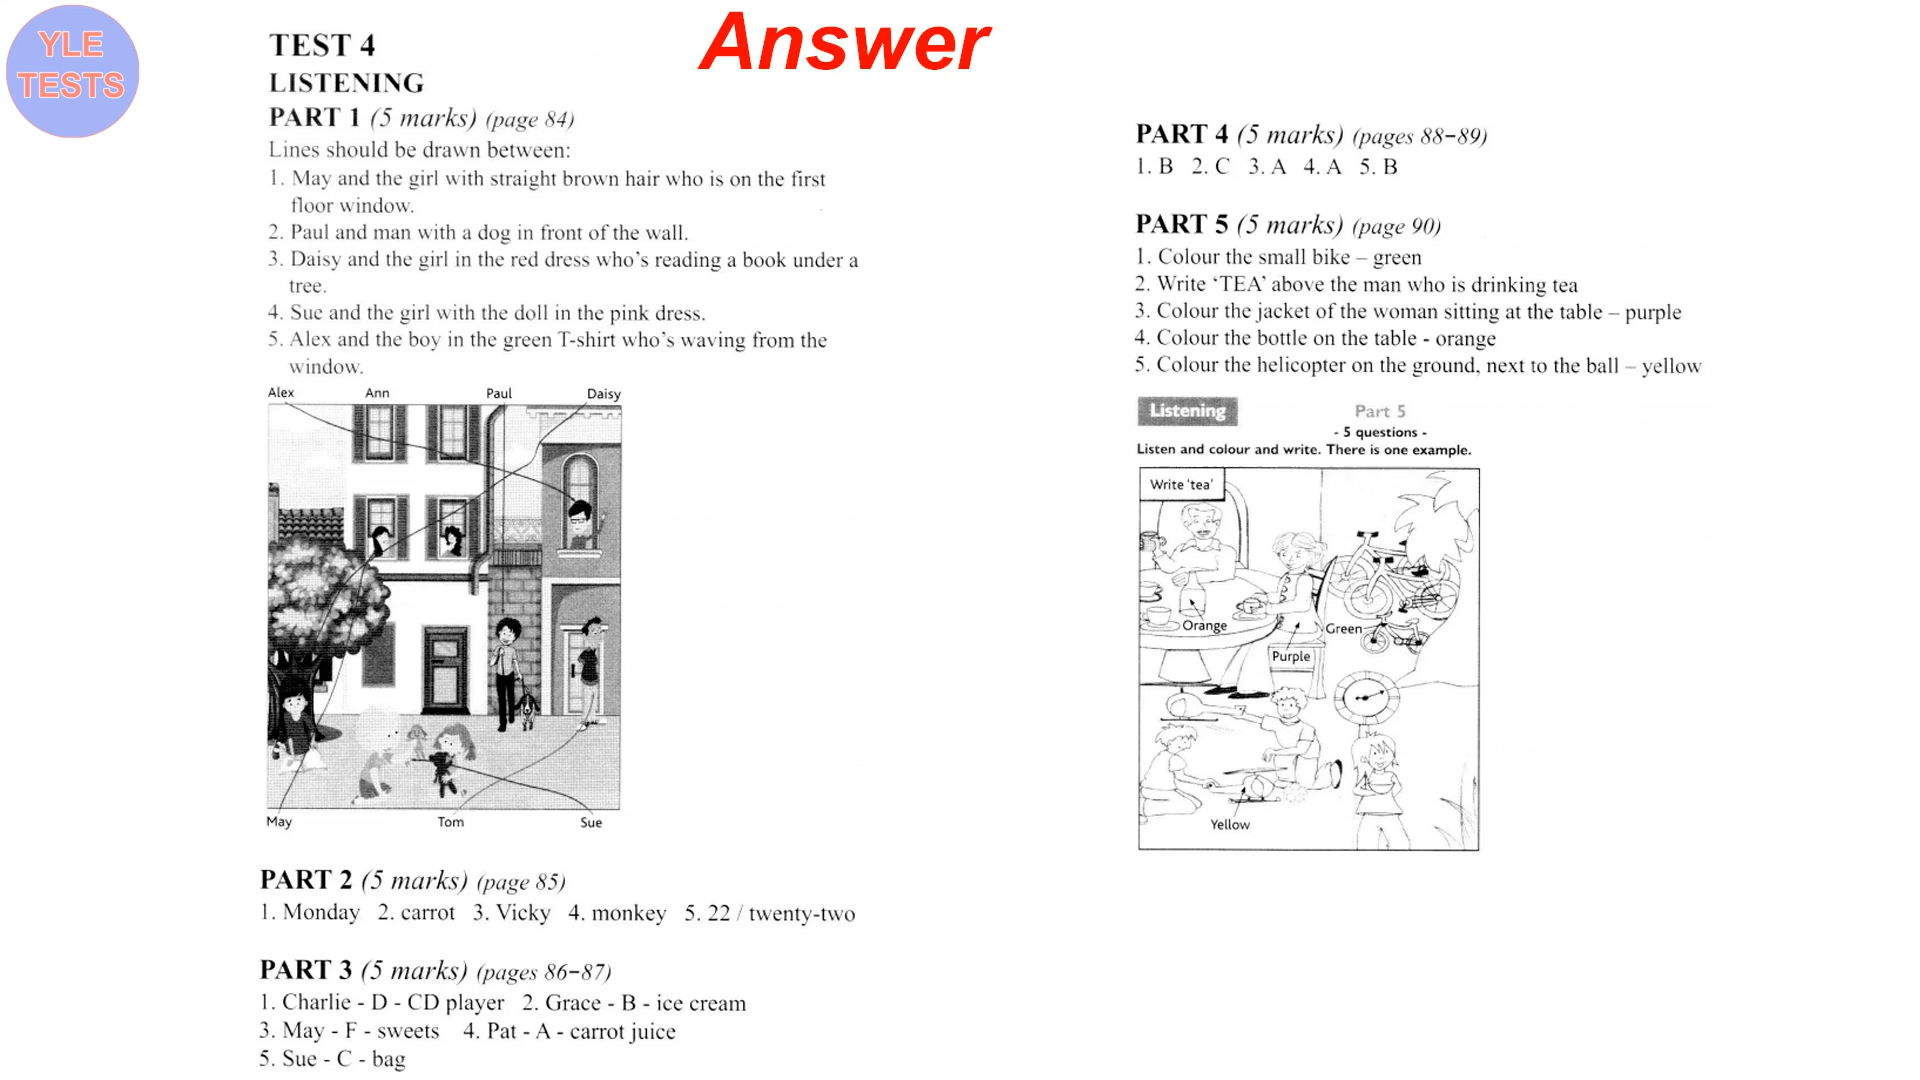 YLE
TESTS
Answer
TEST 4
LISTENING
PART 1 (5 marks) (page 84)
Lines should be drawn between:
1. May and the girl with straight brown hair who is on the first
floor window.
2. Paul and man with a dog in front of the wall.
3. Daisy and the girl in the red dress who's reading a book under a
tree.
4. Sue and the girl with the doll in the pink dress.
5. Alex and the boy in the green T-shirt who's waving from the
window.
Alex Ann Paul Daisy
May Tom Sue
PART 2 (5 marks) (page 85)
1. Monday 2. carrot 3. Vicky 4. monkey 5. 22 / twenty-two
PART 3 (5 marks) (pages 86–87)
1. Charlie - D - CD player 2. Grace - B - ice cream
3. May - F - sweets 4. Pat - A - carrot juice
5. Sue - C - bag
PART 4 (5 marks) (pages 88–89)
1. B 2. C 3. A 4. A 5. B
PART 5 (5 marks) (page 90)
1. Colour the small bike – green
2. Write ‘TEA’ above the man who is drinking tea
3. Colour the jacket of the woman sitting at the table – purple
4. Colour the bottle on the table - orange
5. Colour the helicopter on the ground, next to the ball – yellow
Listening Part 5
- 5 questions -
Listen and colour and write. There is one example.
Write ‘tea’
Orange
Green
Purple
Yellow